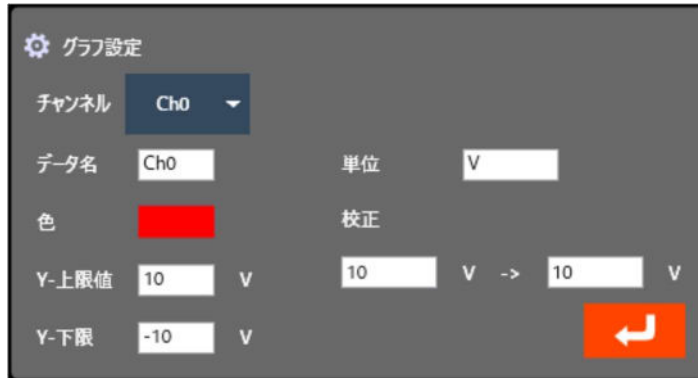 グラフ設定
チャンネル Ch0
データ名 Ch0 単位 V
色 校正
Y-上限値 10 V 10 V -> 10 V
Y-下限 -10 V